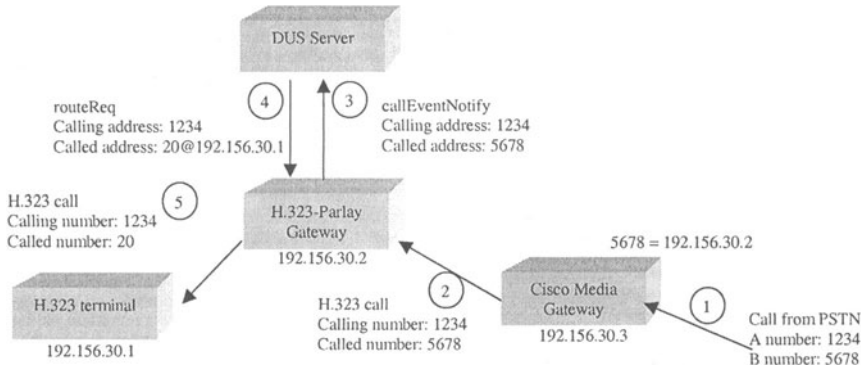 DUS Server
4
3
routeReq
Calling address: 1234
Called address: 20@192.156.30.1
callEventNotify
Calling address: 1234
Called address: 5678
H.323 call
Calling number: 1234
Called number: 20
5
H.323-Parlay
Gateway
192.156.30.2
5678 = 192.156.30.2
H.323 terminal
192.156.30.1
2
H.323 call
Calling number: 1234
Called number: 5678
Cisco Media
Gateway
192.156.30.3
1
Call from PSTN
A number: 1234
B number: 5678